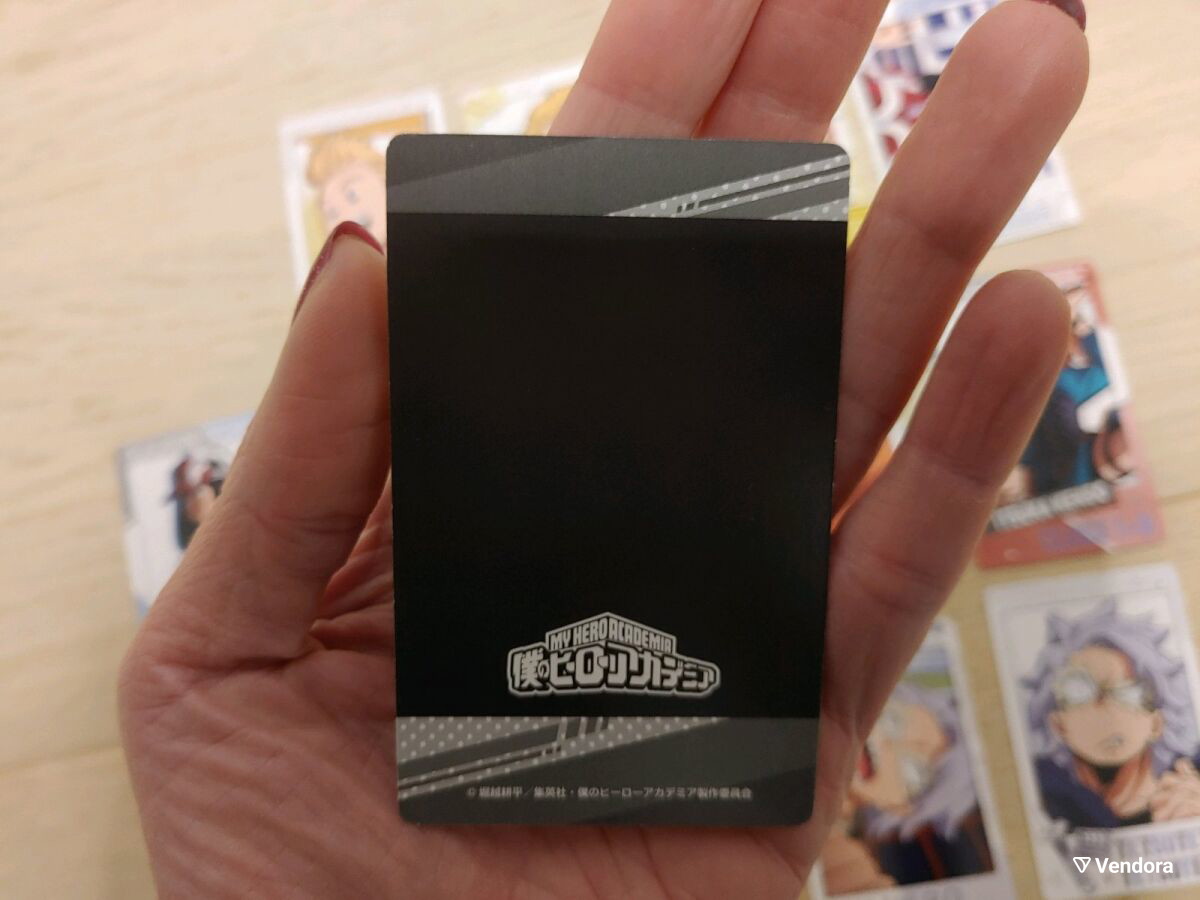 MY HERO ACADEMIA
僕のヒーローアカデミア
© 堀越耕平／集英社・僕のヒーローアカデミア製作委員会
Vendora